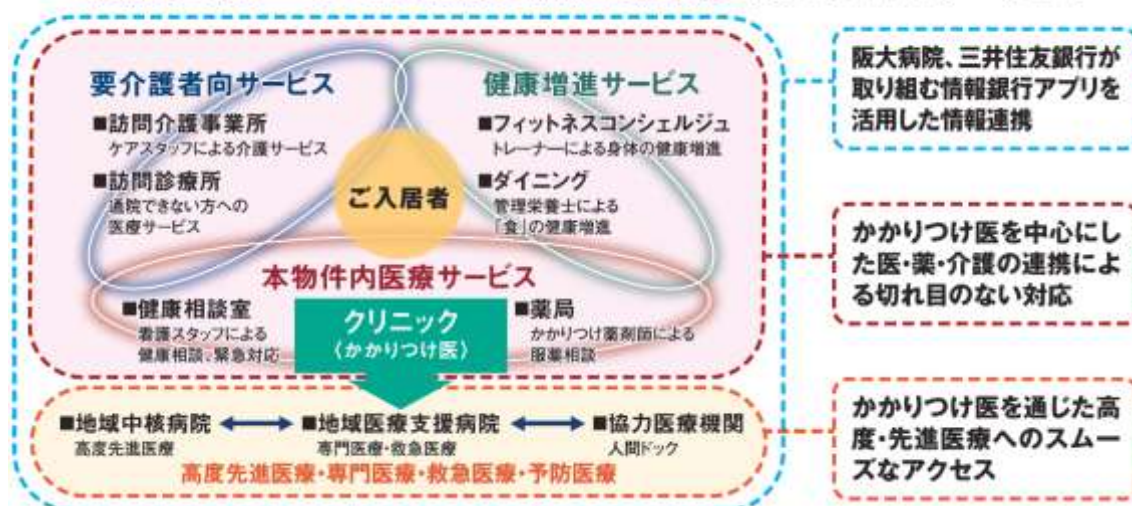 要介護者向サービス
■訪問介護事業所
ケアスタッフによる介護サービス
■訪問診療所
通院できない方への
医療サービス
健康増進サービス
■フィットネスコンシェルジュ
トレーナーによる身体の健康増進
■ダイニング
管理栄養士による
「食」の健康増進
ご入居者
本物件内医療サービス
■健康相談室
看護スタッフによる
健康相談、緊急対応
クリニック
〈かかりつけ医〉
■薬局
かかりつけ薬剤師による
服薬相談
■地域中核病院
高度先進医療
■地域医療支援病院
専門医療・救急医療
■協力医療機関
人間ドック
高度先進医療・専門医療・救急医療・予防医療
阪大病院、三井住友銀行が
取り組む情報銀行アプリを
活用した情報連携
かかりつけ医を中心にし
た医・薬・介護の連携によ
る切れ目のない対応
かかりつけ医を通じた高
度・先進医療へのスムー
ズなアクセス